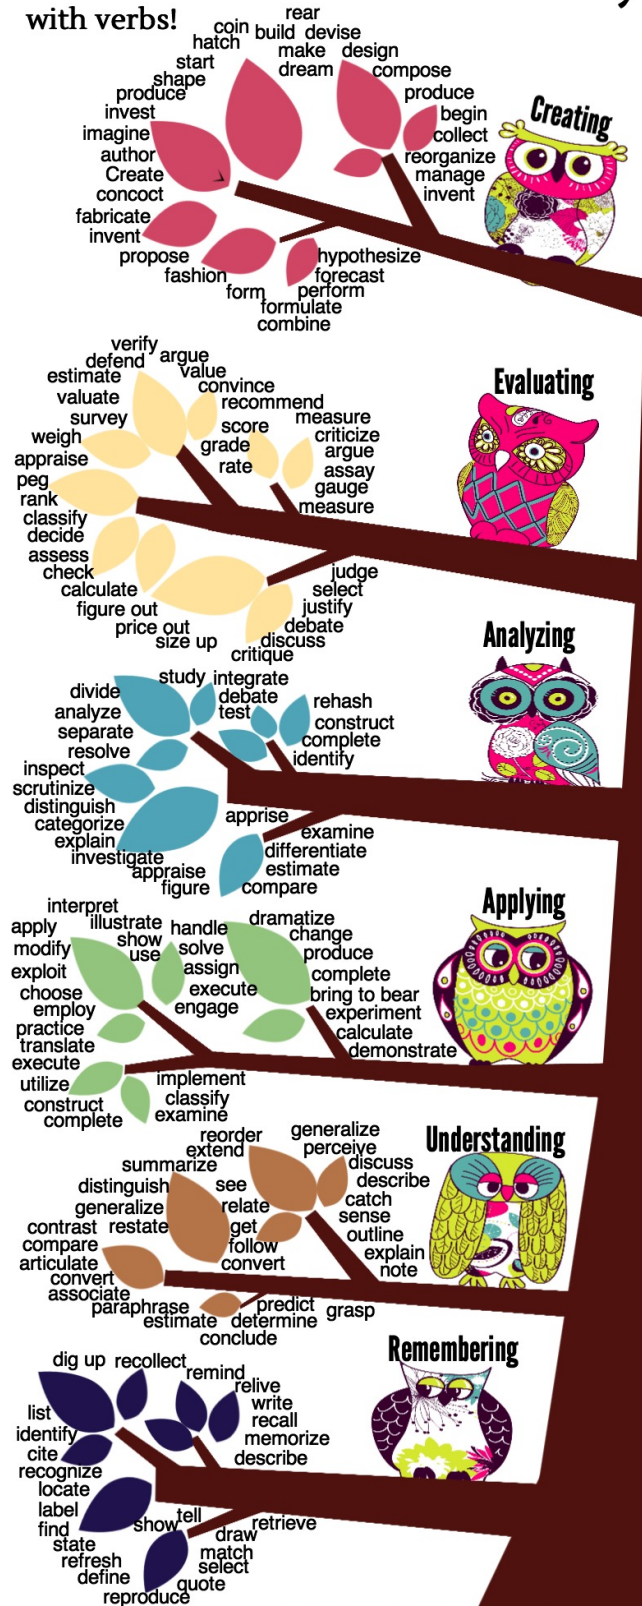 with verbs!
rear
coin
build devise
hatch
make design
start
dream
compose
shape
produce
produce
invest
begin
imagine
collect
author
reorganize
Create
manage
concoct
invent
fabricate
invent
propose
hypothesize
fashion
forecast
form
perform
formulate
combine
Creating
verify
defend
argue
estimate
value
valuate
convince
survey
recommend
weigh
score
measure
appraise
grade
criticize
peg
rate
argue
rank
assay
classify
gauge
decide
measure
assess
check
judge
calculate
select
figure out
justify
price out
debate
size up
discuss
critique
Evaluating
study integrate
divide
debate
analyze
test
rehash
separate
construct
resolve
complete
inspect
identify
scrutinize
distinguish
apprise
categorize
examine
explain
differentiate
investigate
estimate
appraise
compare
figure
Analyzing
interpret
apply
illustrate
handle
dramatize
modify
show
solve
change
use
exploit
assign
produce
choose
execute
complete
employ
engage
bring to bear
practice
experiment
translate
calculate
execute
demonstrate
utilize
implement
construct
classify
complete
examine
Applying
reorder
generalize
extend
perceive
summarize
discuss
distinguish
see
describe
generalize
relate
catch
contrast restate
get
sense
compare
follow
outline
articulate
convert
explain
convert
note
associate
paraphrase
predict
grasp
estimate
determine
conclude
Understanding
dig up recollect
remind
relive
list
write
identify
recall
cite
memorize
recognize
describe
locate
label
tell
find
show
retrieve
state
draw
refresh
match
define
select
reproduce
quote
Remembering